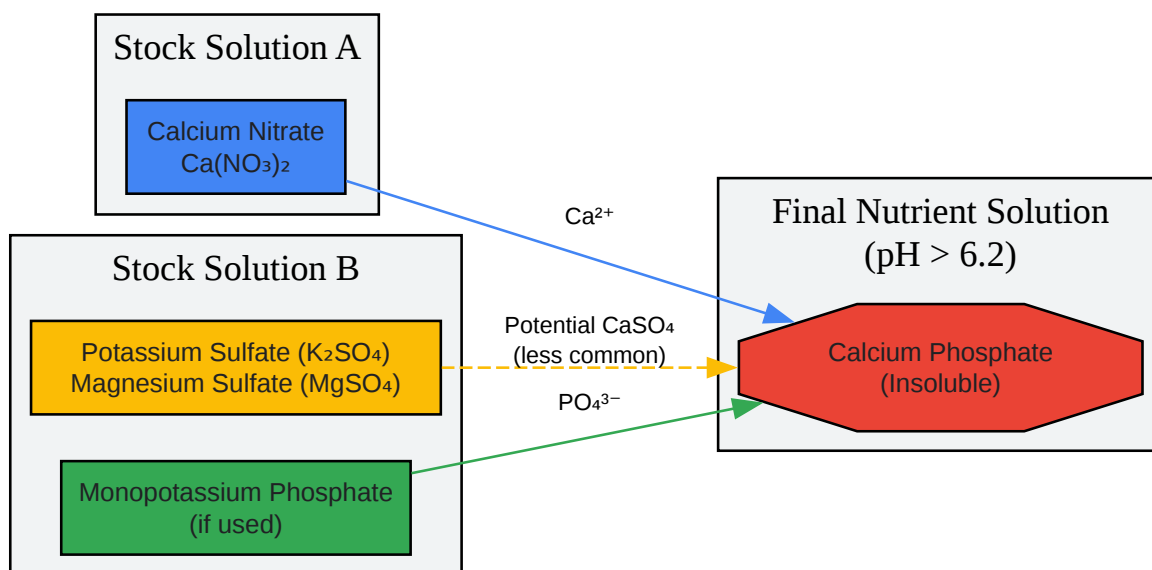 Stock Solution A
Calcium Nitrate
Ca(NO₃)₂
Stock Solution B
Potassium Sulfate (K₂SO₄)
Magnesium Sulfate (MgSO₄)
Monopotassium Phosphate
(if used)
Ca²⁺
Potential CaSO₄
(less common)
PO₄³⁻
Final Nutrient Solution
(pH > 6.2)
Calcium Phosphate
(Insoluble)